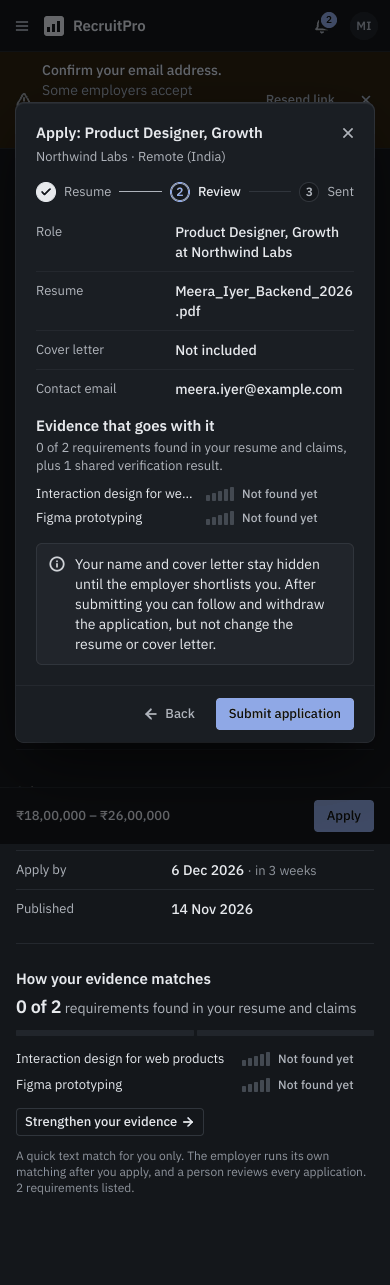 RecruitPro
2
MI
Confirm your email address.
Some employers accept
Resend link
Apply: Product Designer, Growth
Northwind Labs · Remote (India)
Resume
2
Review
3
Sent
Role
Product Designer, Growth
at Northwind Labs
Resume
Meera_Iyer_Backend_2026
.pdf
Cover letter
Not included
Contact email
meera.iyer@example.com
Evidence that goes with it
0 of 2 requirements found in your resume and claims,
plus 1 shared verification result.
Interaction design for we...
Not found yet
Figma prototyping
Not found yet
Your name and cover letter stay hidden
until the employer shortlists you. After
submitting you can follow and withdraw
the application, but not change the
resume or cover letter.
← Back
Submit application
₹18,00,000 – ₹26,00,000
Apply
Apply by
6 Dec 2026 · in 3 weeks
Published
14 Nov 2026
How your evidence matches
0 of 2 requirements found in your resume and claims
Interaction design for web products
Not found yet
Figma prototyping
Not found yet
Strengthen your evidence →
A quick text match for you only. The employer runs its own
matching after you apply, and a person reviews every application.
2 requirements listed.